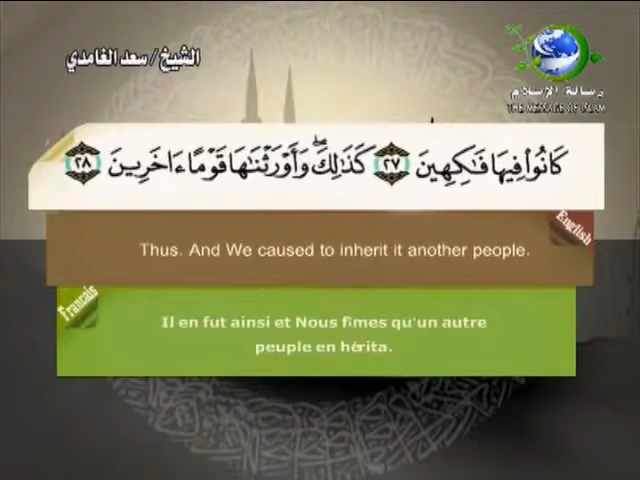 الشيخ / سعد الغامدي
رسالة الإسلام
THE MESSAGE OF ISLAM
كَانُوا۟ فِيهَا فَـٰكِهِينَ ٢٧ كَذَٰلِكَ ۖ وَأَوْرَثْنَـٰهَا قَوْمًا ءَاخَرِينَ ٢٨
English
Thus. And We caused to inherit it another people.
Francais
Il en fut ainsi et Nous fîmes qu'un autre
peuple en hérita.